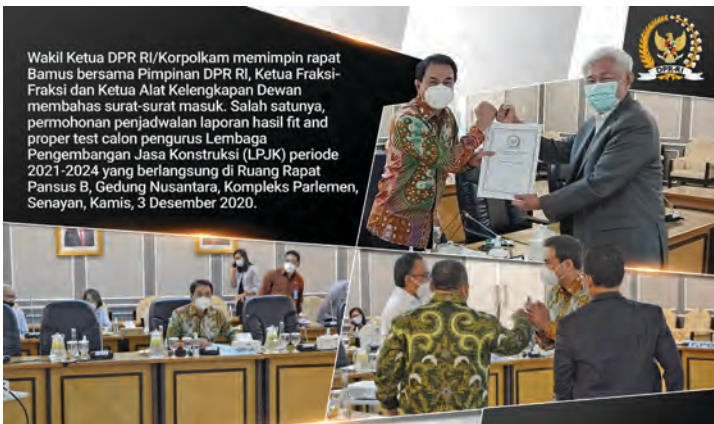 Wakil Ketua DPR RI/Korpolkam memimpin rapat
Bamus bersama Pimpinan DPR RI, Ketua Fraksi-
Fraksi dan Ketua Alat Kelengkapan Dewan
membahas surat-surat masuk. Salah satunya,
permohonan penjadwalan laporan hasil fit and
proper test calon pengurus Lembaga
Pengembangan Jasa Konstruksi (LPJK) periode
2021-2024 yang berlangsung di Ruang Rapat
Pansus B, Gedung Nusantara, Kompleks Parlemen,
Senayan, Kamis, 3 Desember 2020.
DPR-RI